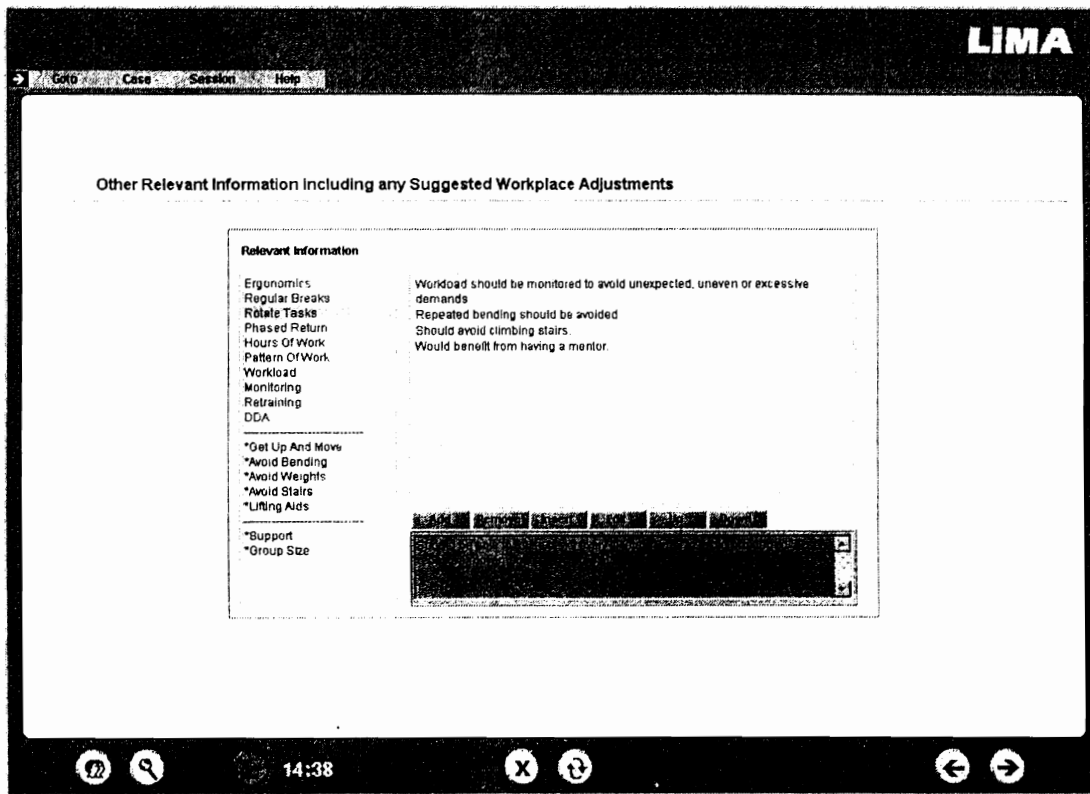 LiMA
Goto Case Session Help
Other Relevant Information Including any Suggested Workplace Adjustments
Relevant Information
Ergonomics
Regular Breaks
Rotate Tasks
Phased Return
Hours Of Work
Pattern Of Work
Workload
Monitoring
Retraining
DDA
*Get Up And Move
*Avoid Bending
*Avoid Weights
*Avoid Stairs
*Lifting Aids
*Support
*Group Size
Workload should be monitored to avoid unexpected, uneven or excessive
demands
Repeated bending should be avoided
Should avoid climbing stairs.
Would benefit from having a mentor.
14:38